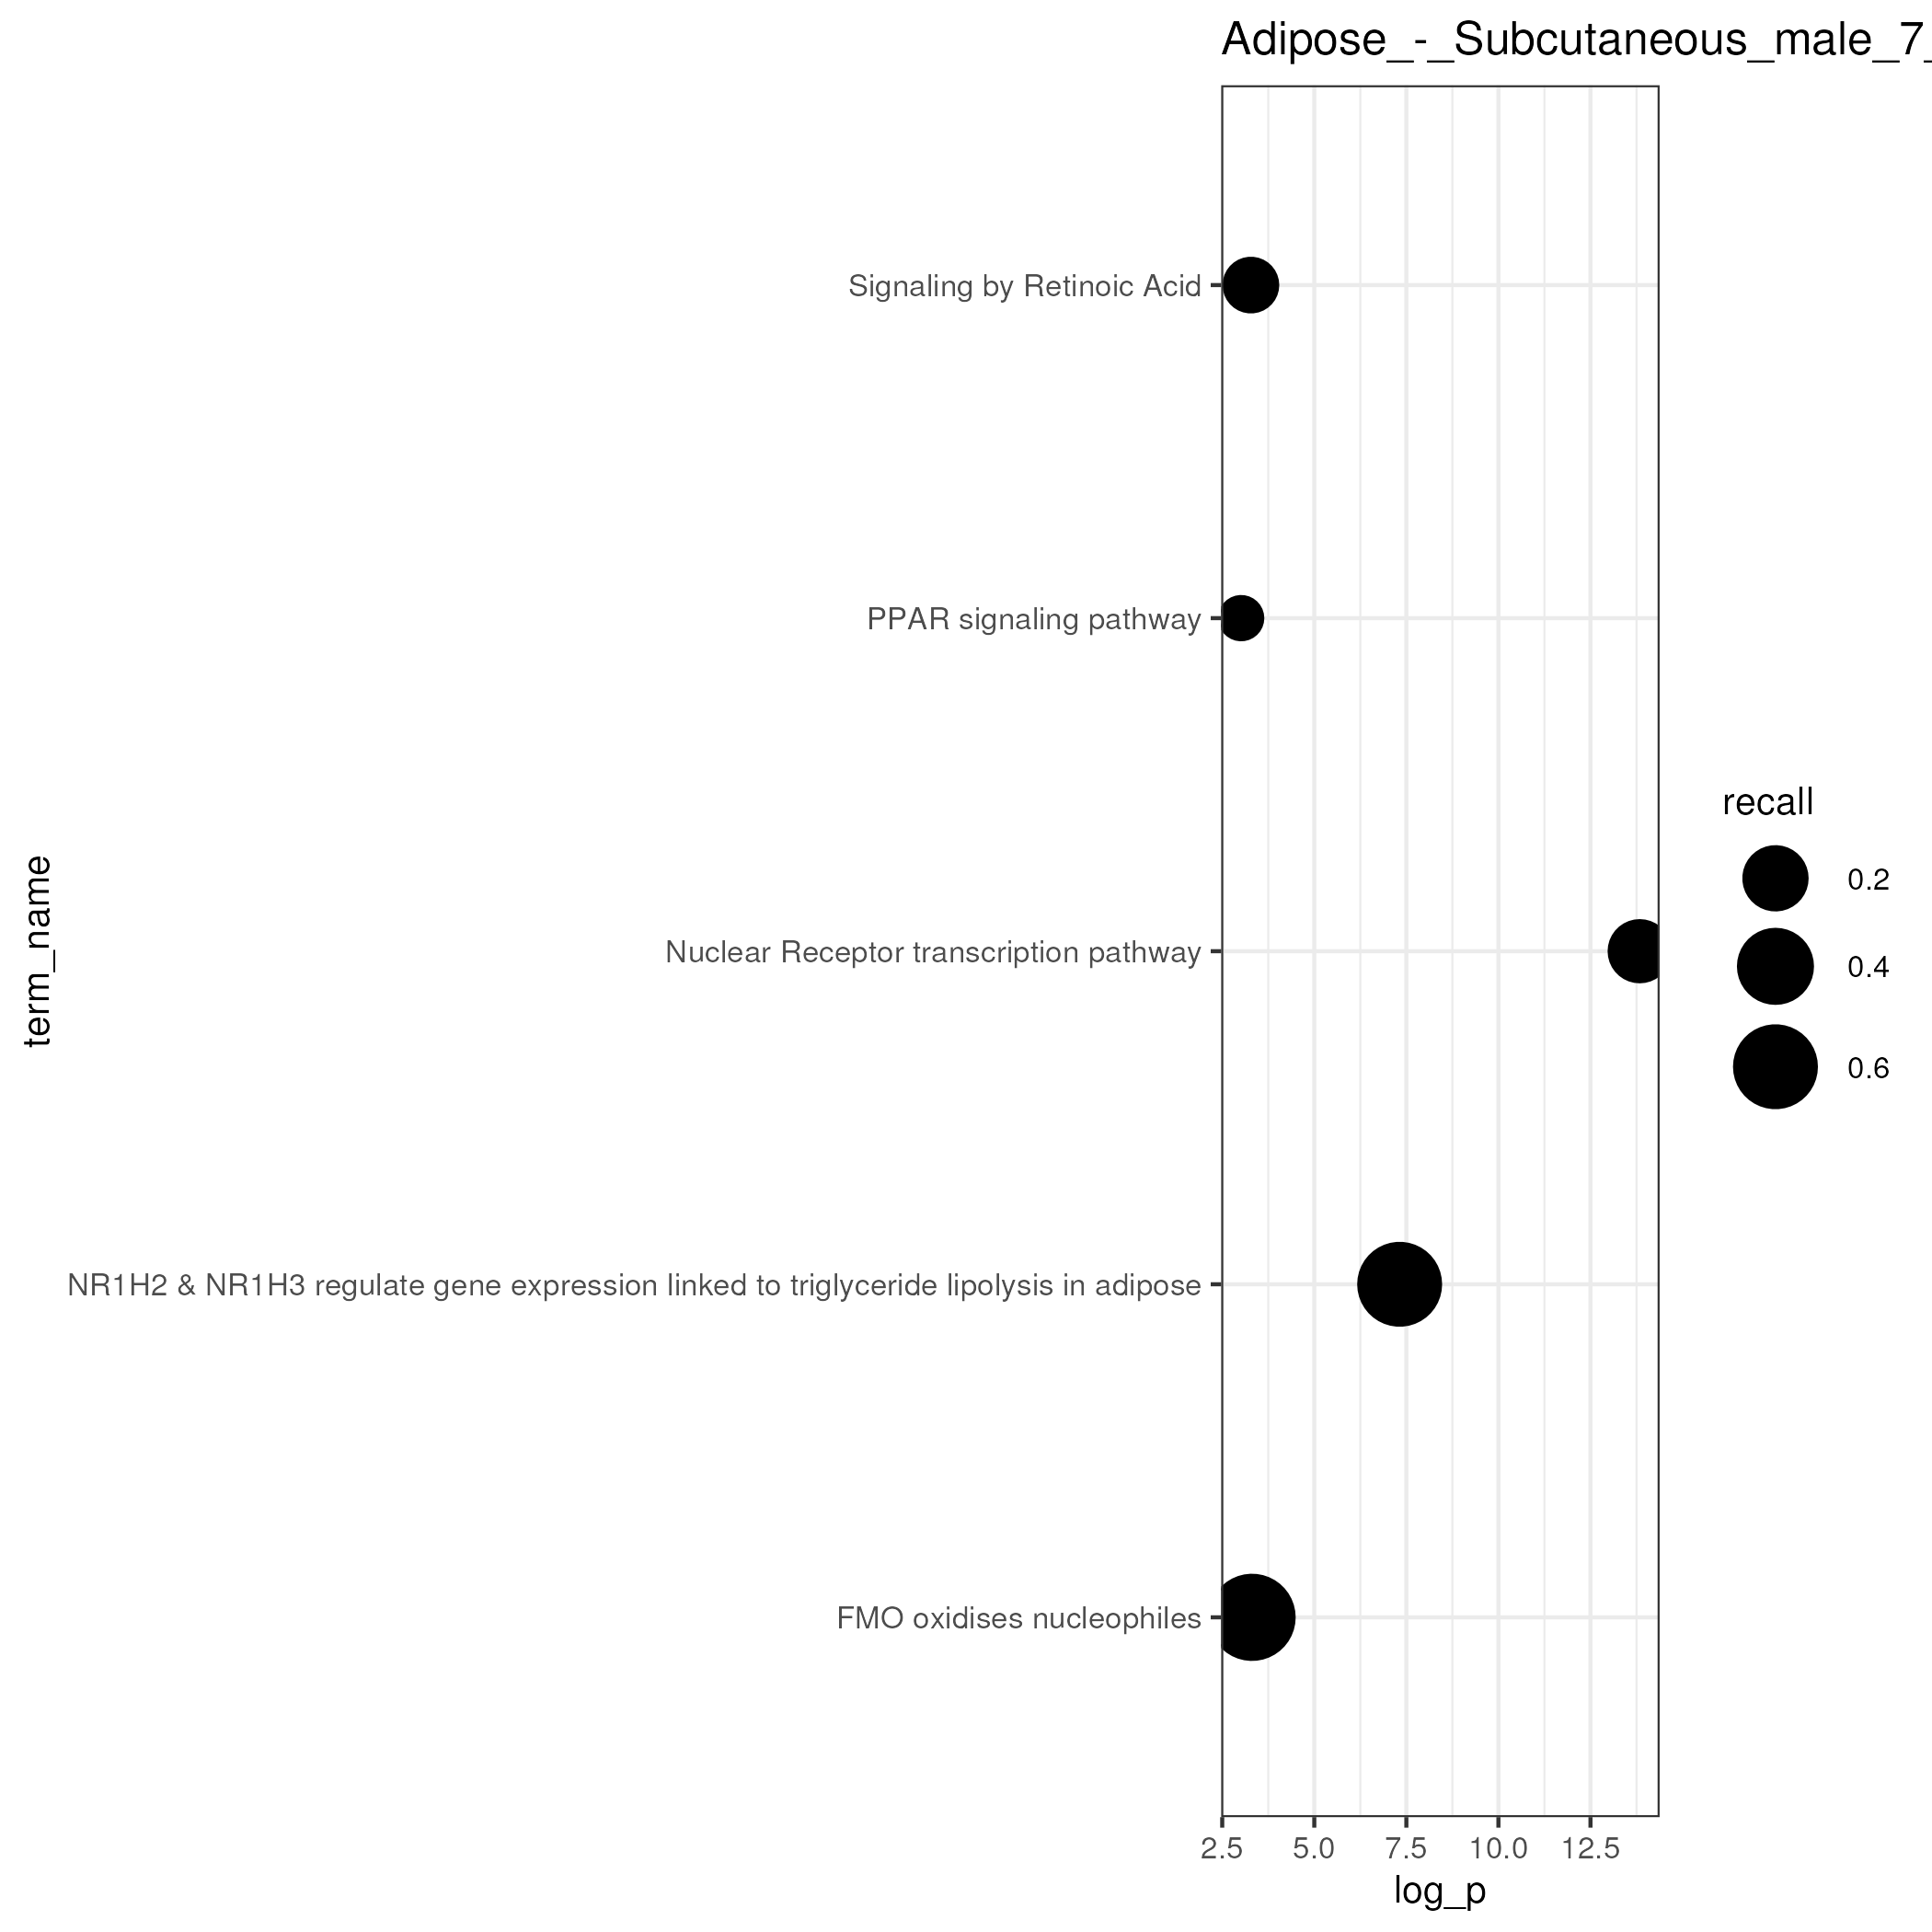 Adipose_-_Subcutaneous_male_7_
Signaling by Retinoic Acid
PPAR signaling pathway
Nuclear Receptor transcription pathway
NR1H2 & NR1H3 regulate gene expression linked to triglyceride lipolysis in adipose
FMO oxidises nucleophiles
term_name
2.5 5.0 7.5 10.0 12.5
log_p
recall
0.2
0.4
0.6